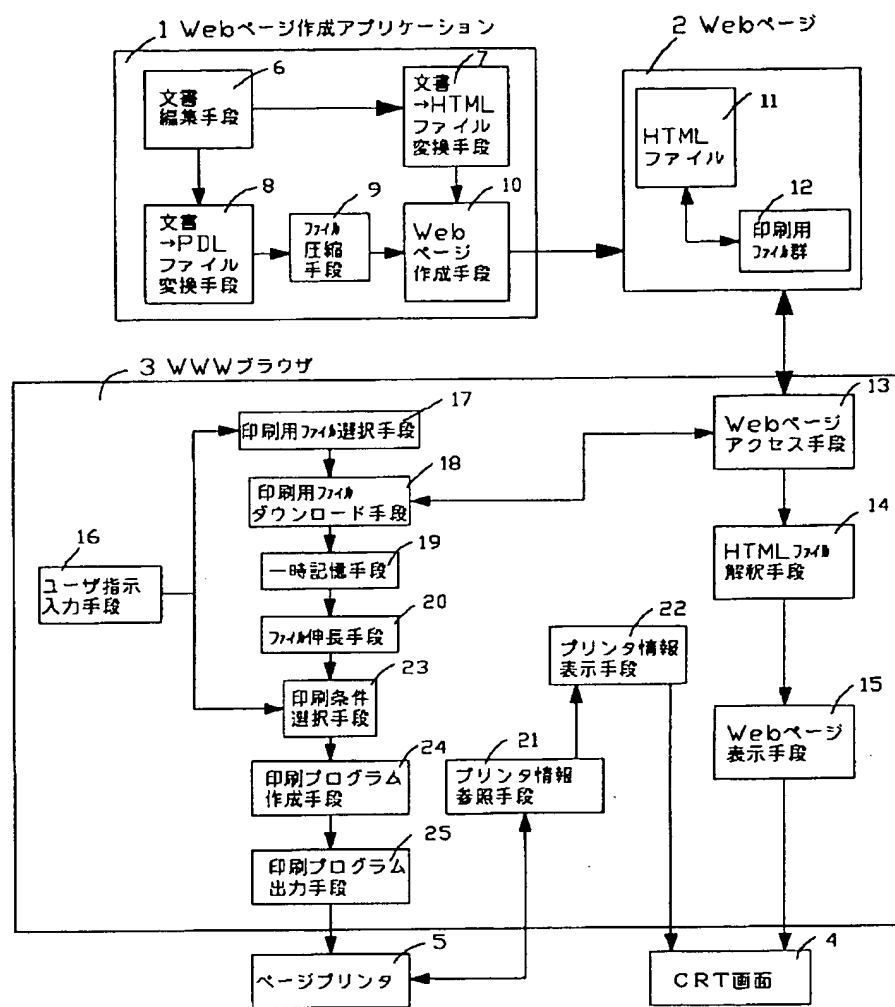 1 Webページ作成アプリケーション
6
文書
編集手段
7
文書
→HTML
ファイル
変換手段
8
文書
→PDL
ファイル
変換手段
9
ファイル
圧縮
手段
10
Web
ページ
作成手段
2 Webページ
11
HTML
ファイル
12
印刷用
ファイル群
3 WWWブラウザ
13
Webページ
アクセス手段
17
印刷用ファイル選択手段
18
印刷用ファイル
ダウンロード手段
14
HTMLファイル
解釈手段
16
ユーザ指示
入力手段
19
一時記憶手段
20
ファイル伸長手段
22
プリンタ情報
表示手段
23
印刷条件
選択手段
15
Webページ
表示手段
24
印刷プログラム
作成手段
21
プリンタ情報
参照手段
25
印刷プログラム
出力手段
5
ページプリンタ
4
CRT画面